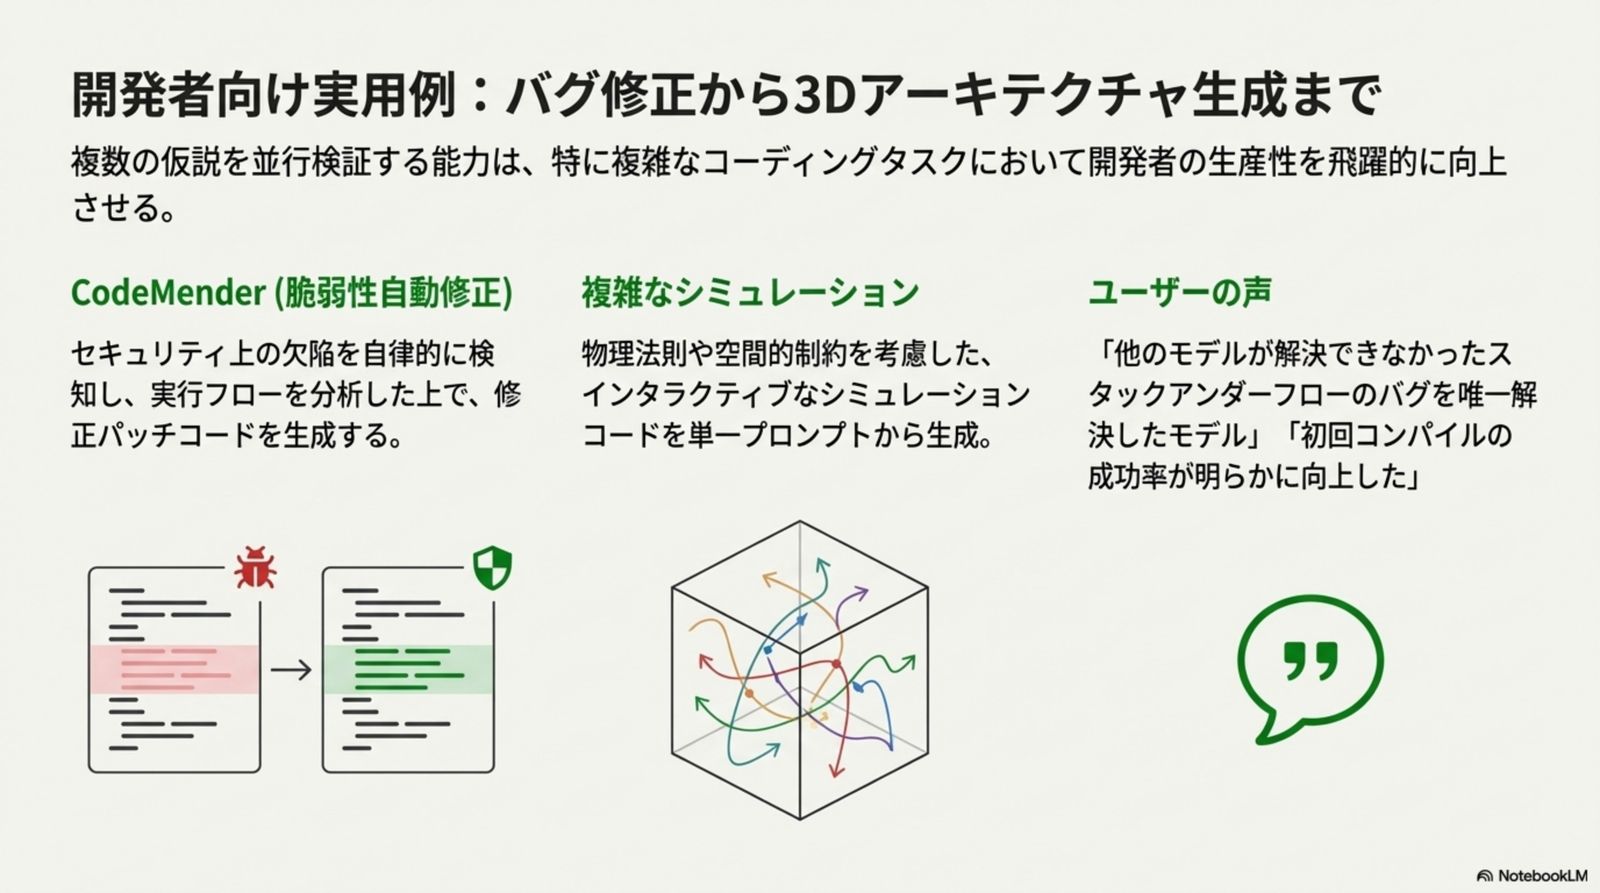 開発者向け実用例：バグ修正から3Dアーキテクチャ生成まで
複数の仮説を並行検証する能力は、特に複雑なコーディングタスクにおいて開発者の生産性を飛躍的に向上
させる。
CodeMender (脆弱性自動修正)
セキュリティ上の欠陥を自律的に検
知し、実行フローを分析した上で、修
正パッチコードを生成する。
複雑なシミュレーション
物理法則や空間的制約を考慮した、
インタラクティブなシミュレーション
コードを単一プロンプトから生成。
ユーザーの声
「他のモデルが解決できなかったス
タックアンダーフローのバグを唯一解
決したモデル」「初回コンパイルの
成功率が明らかに向上した」
NotebookLM